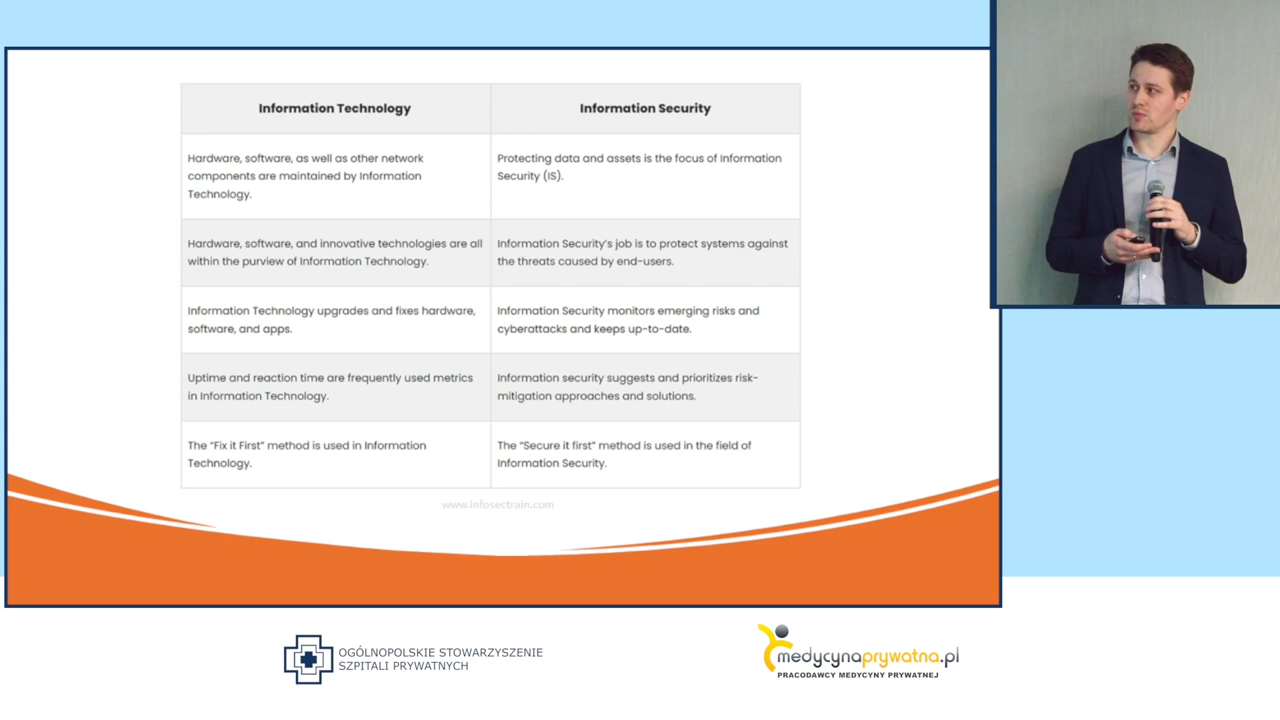 Information Technology
Information Security
Hardware, software, as well as other network
components are maintained by Information
Technology.
Protecting data and assets is the focus of Information
Security (IS).
Hardware, software, and innovative technologies are all
within the purview of Information Technology.
Information Security's job is to protect systems against
the threats caused by end-users.
Information Technology upgrades and fixes hardware,
software, and apps.
Information Security monitors emerging risks and
cyberattacks and keeps up-to-date.
Uptime and reaction time are frequently used metrics
in Information Technology.
Information security suggests and prioritizes risk-
mitigation approaches and solutions.
The “Fix it First” method is used in Information
Technology.
The “Secure it first” method is used in the field of
Information Security.
www.infosectrain.com
OGÓLNOPOLSKIE STOWARZYSZENIE
SZPITALI PRYWATNYCH
medycynaprywatna.pl
PRACODAWCY MEDYCYNY PRYWATNEJ